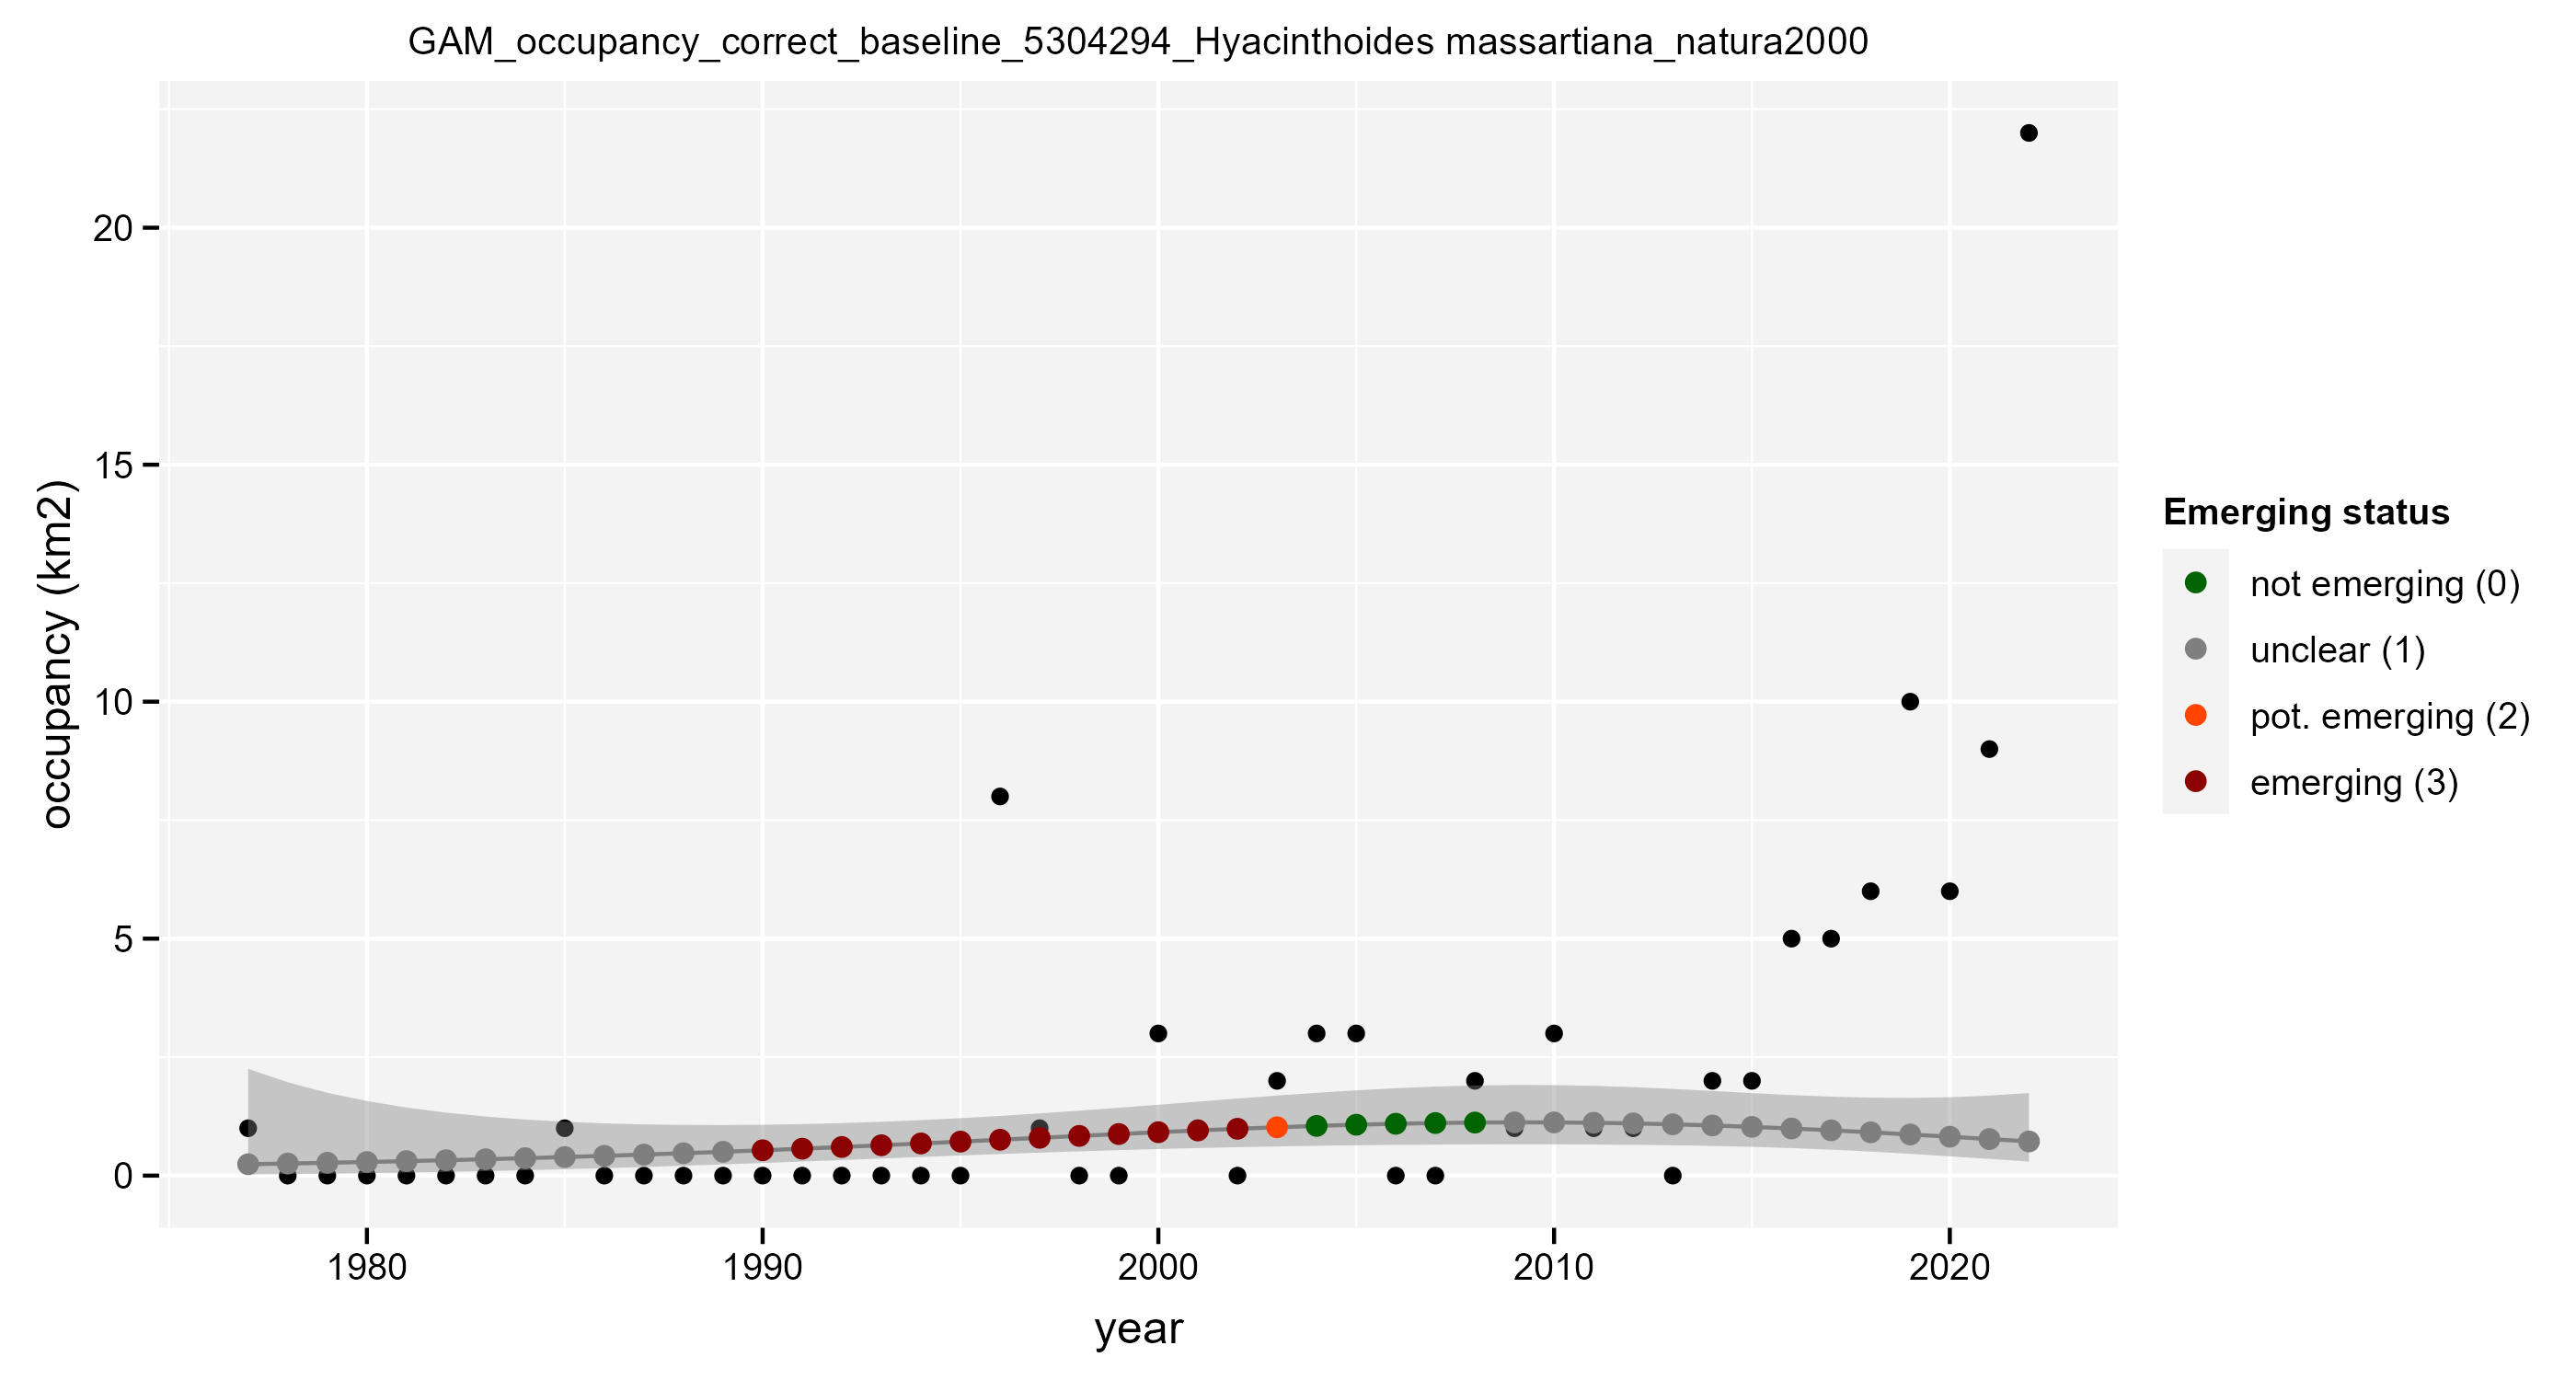 GAM_occupancy_correct_baseline_5304294_Hyacinthoides massartiana_natura2000
20
15
10
5
0
occupancy (km2)
1980
1990
2000
2010
2020
year
Emerging status
not emerging (0)
unclear (1)
pot. emerging (2)
emerging (3)